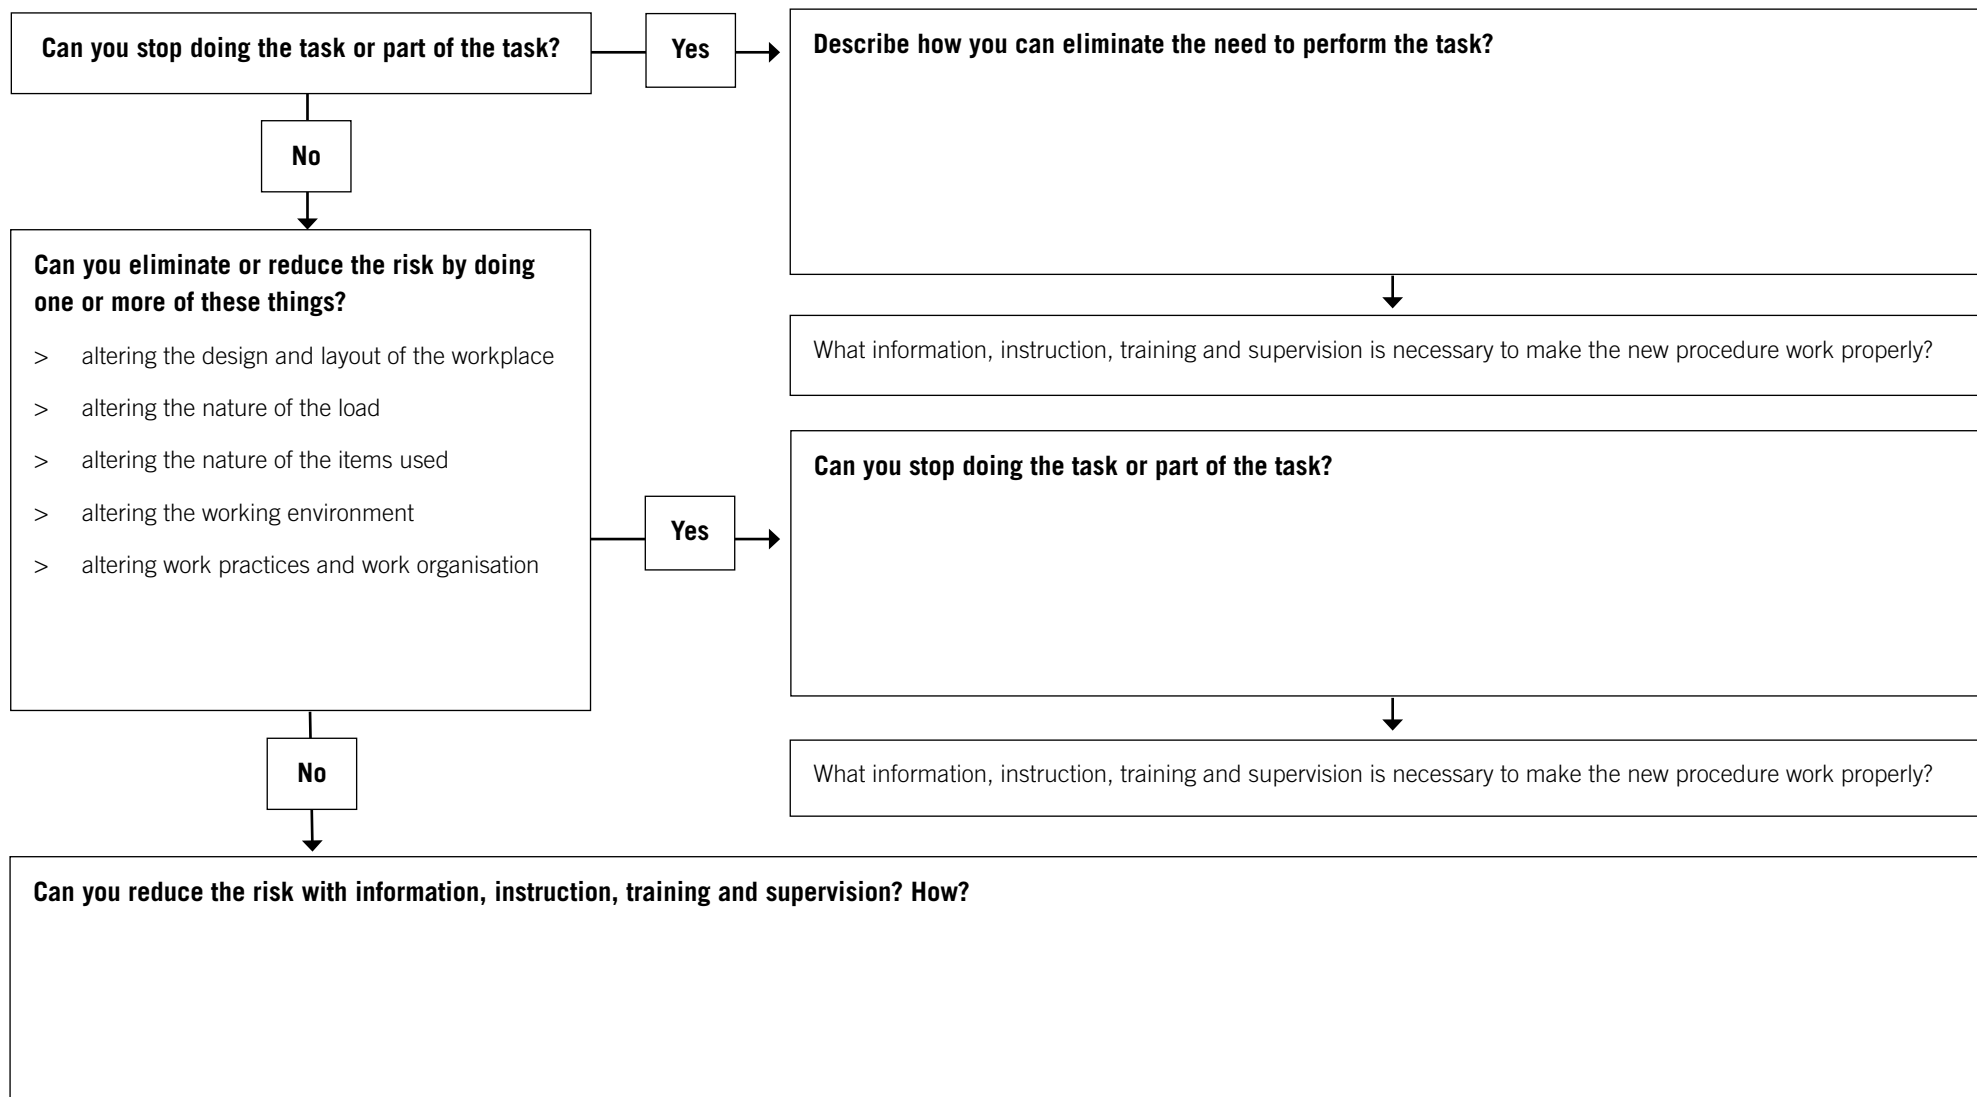 Can you stop doing the task or part of the task?
Yes
Describe how you can eliminate the need to perform the task?
No
Can you eliminate or reduce the risk by doing
one or more of these things?
> altering the design and layout of the workplace
> altering the nature of the load
> altering the nature of the items used
> altering the working environment
> altering work practices and work organisation
What information, instruction, training and supervision is necessary to make the new procedure work properly?
Yes
Can you stop doing the task or part of the task?
What information, instruction, training and supervision is necessary to make the new procedure work properly?
No
Can you reduce the risk with information, instruction, training and supervision? How?